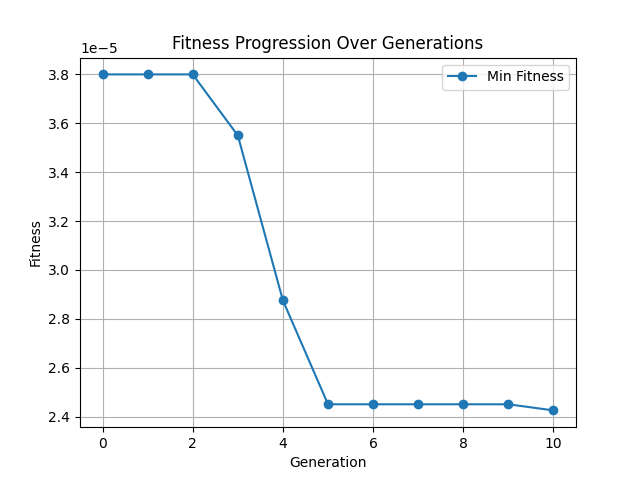 Fitness Progression Over Generations
1e−5
3.8
3.6
3.4
3.2
3.0
2.8
2.6
2.4
Fitness
Min Fitness
0 2 4 6 8 10
Generation